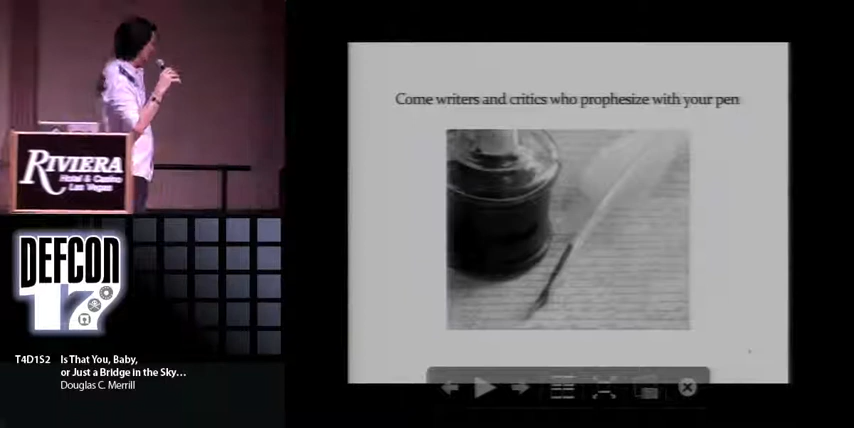 Come writers and critics who prophesize with your pen
RIVIERA
Hotel & Casino
Las Vegas
DEFCON
17
T4D1S2 Is That You, Baby,
or Just a Bridge in the Sky...
Douglas C. Merrill